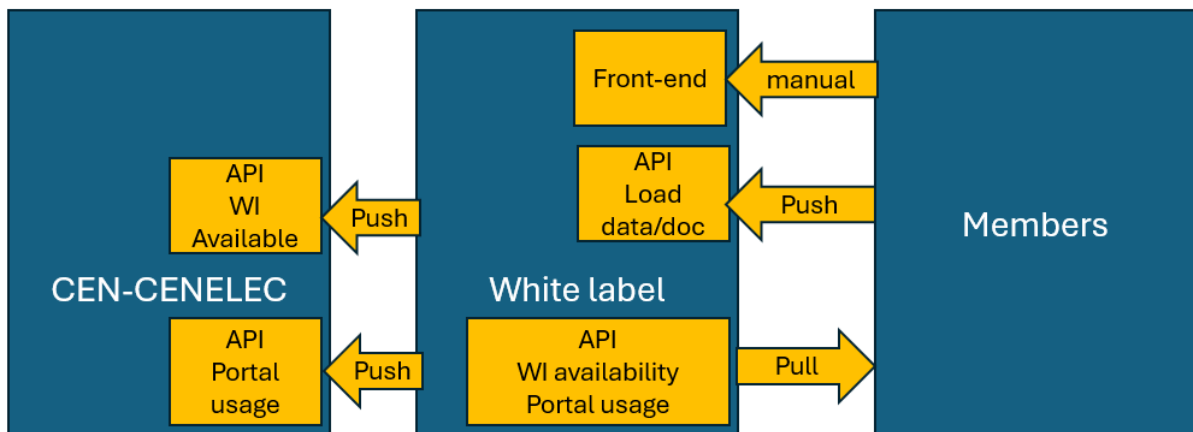 Front-end
manual
API
WI
Available
Push
API
Load
data/doc
Push
Members
CEN-CENELEC
White label
API
Portal
usage
Push
API
WI availability
Portal usage
Pull